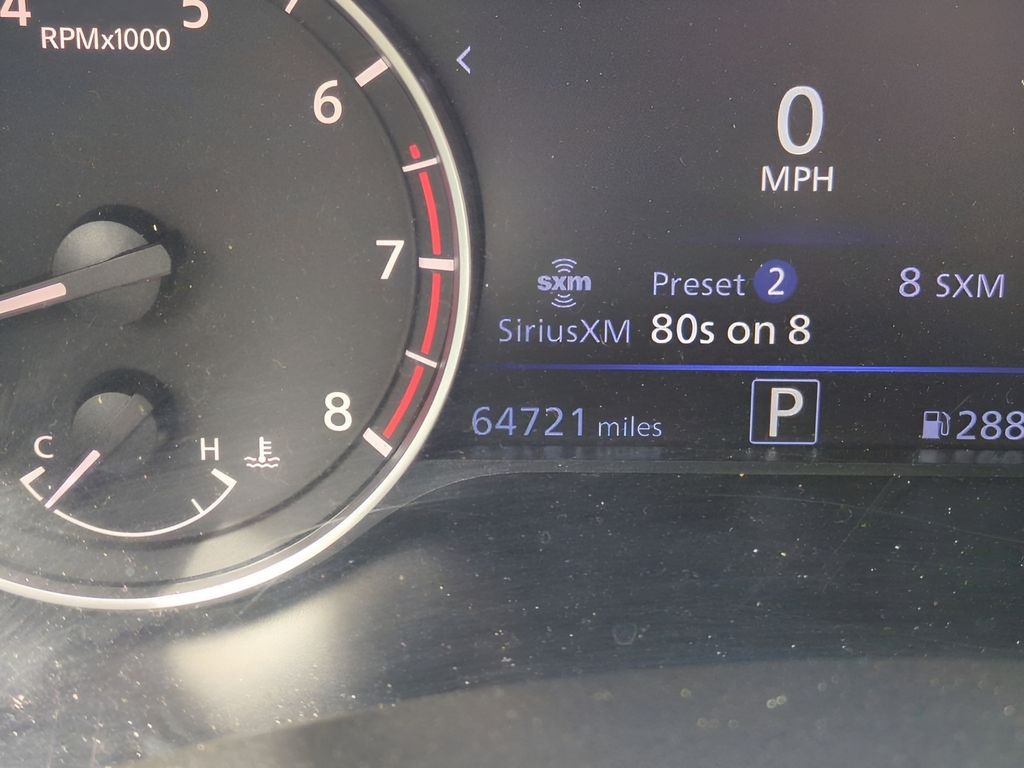 4 5
RPMx1000
6
7
8
C H
<
0
MPH
sxm
Preset 2
8 SXM
SiriusXM 80s on 8
64721 miles
P
288